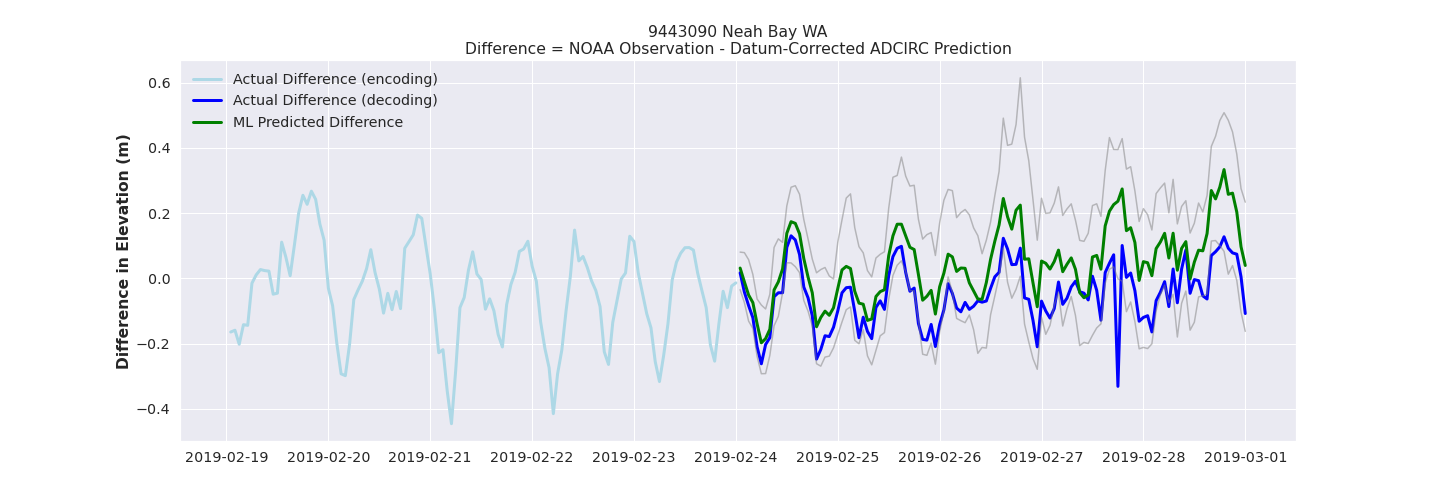 9443090 Neah Bay WA
Difference = NOAA Observation - Datum-Corrected ADCIRC Prediction
Difference in Elevation (m)
0.6
0.4
0.2
0.0
−0.2
−0.4
Actual Difference (encoding)
Actual Difference (decoding)
ML Predicted Difference
2019-02-19 2019-02-20 2019-02-21 2019-02-22 2019-02-23 2019-02-24 2019-02-25 2019-02-26 2019-02-27 2019-02-28 2019-03-01